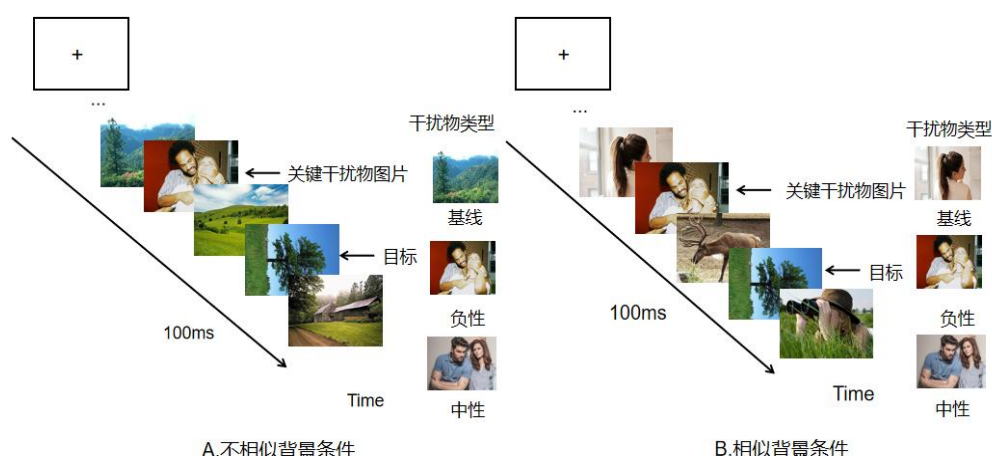 +
...
干扰物类型
关键干扰物图片
基线
目标
负性
100ms
中性
Time
A.不相似背景条件
+
...
干扰物类型
关键干扰物图片
基线
目标
负性
100ms
中性
Time
B.相似背景条件